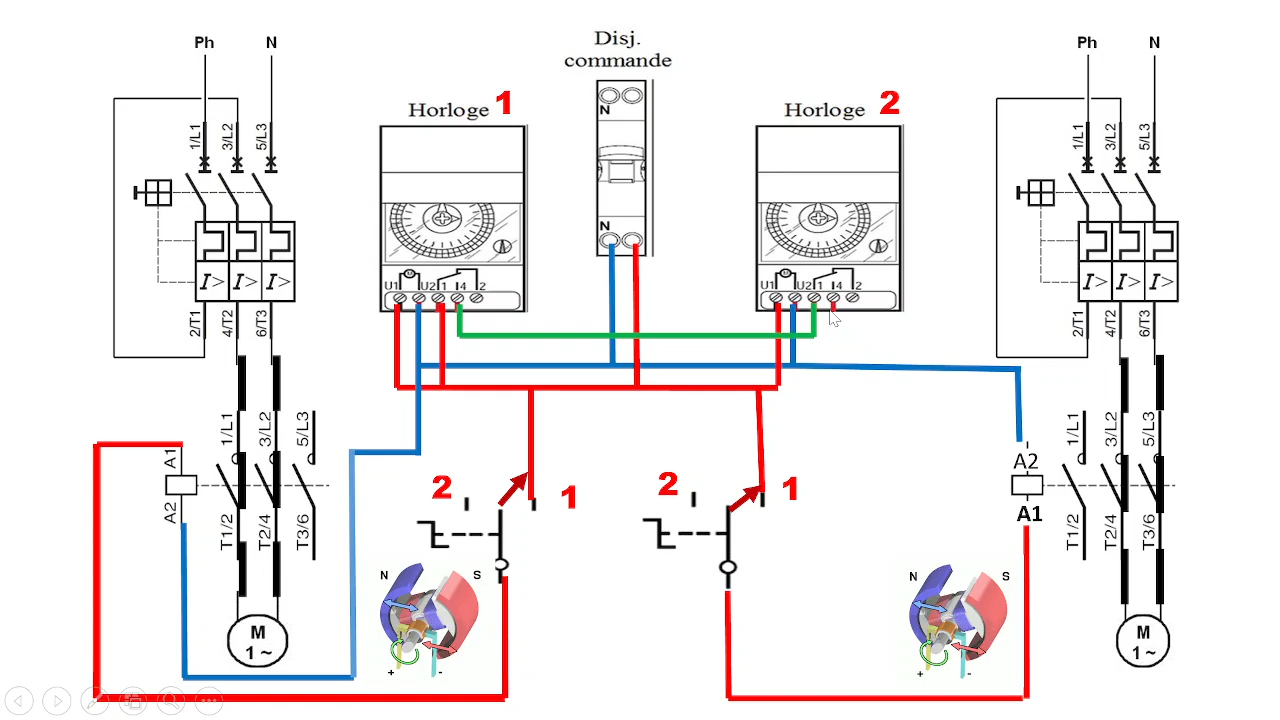 Ph N
Disj.
commande
Ph N
Horloge 1
Horloge 2
N
N
1/L1 3/L2 5/L3
I> I> I>
2/T1 4/T2 6/T3
U1 M U2 1 4 2
U1 M U2 1 4 2
1/L1 3/L2 5/L3
I> I> I>
2/T1 4/T2 6/T3
A1 1/L1 3/L2 5/L3
A2 T1/2 T2/4 T3/6
2 1
2 1
A2 1/L1 3/L2 5/L3
A1 T1/2 T2/4 T3/6
M
1 ~
N S
+ -
N S
+ -
M
1 ~